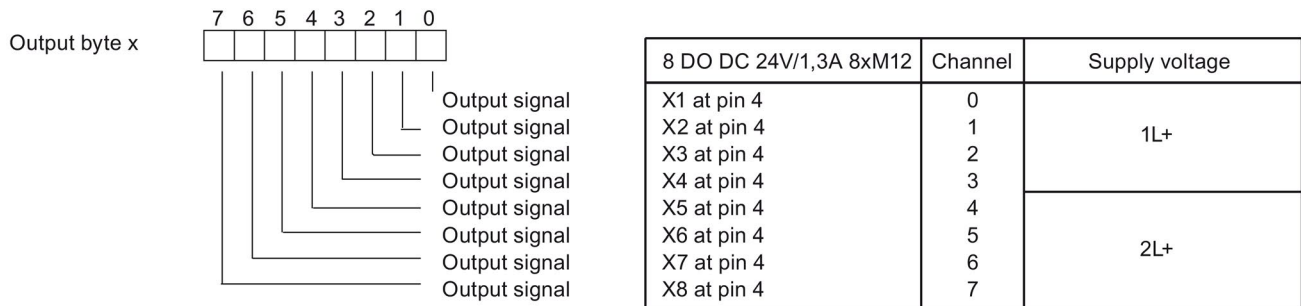 7 6 5 4 3 2 1 0
Output byte x
8 DO DC 24V/1,3A 8xM12 Channel Supply voltage
Output signal X1 at pin 4 0
Output signal X2 at pin 4 1
1L+
Output signal X3 at pin 4 2
Output signal X4 at pin 4 3
Output signal X5 at pin 4 4
Output signal X6 at pin 4 5
2L+
Output signal X7 at pin 4 6
Output signal X8 at pin 4 7